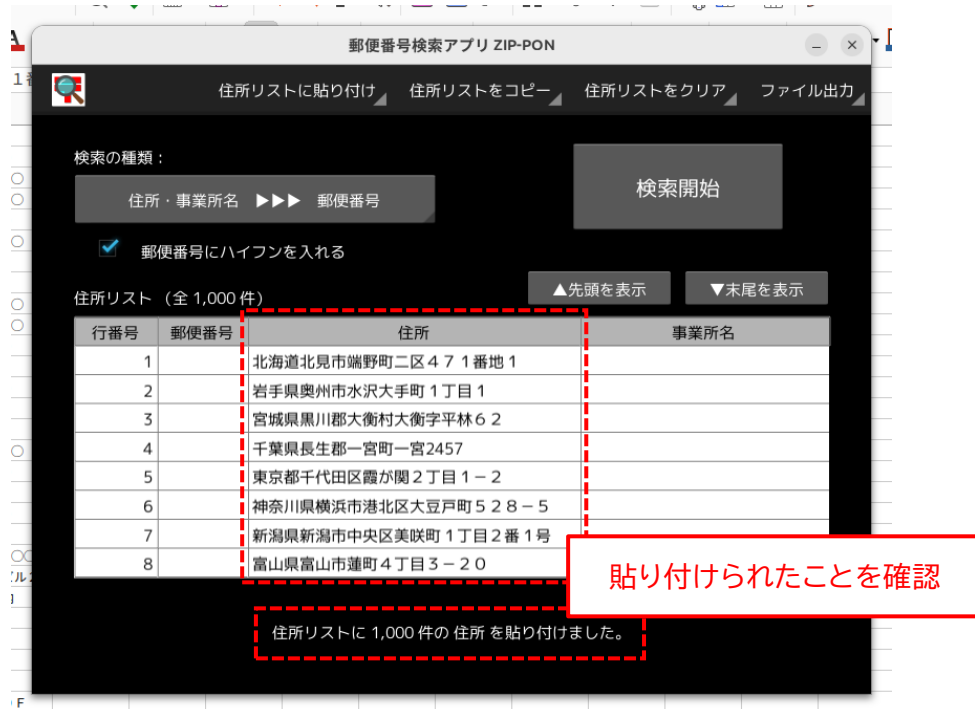 郵便番号検索アプリ ZIP-PON
住所リストに貼り付け 住所リストをコピー 住所リストをクリア ファイル出力
検索の種類：
住所・事業所名 ▶▶▶ 郵便番号
検索開始
郵便番号にハイフンを入れる
住所リスト （全 1,000 件）
▲先頭を表示 ▼末尾を表示
行番号 郵便番号 住所 事業所名
1 北海道北見市端野町二区４７１番地１
2 岩手県奥州市水沢大手町１丁目１
3 宮城県黒川郡大衡村大衡字平林６２
4 千葉県長生郡一宮町一宮2457
5 東京都千代田区霞が関２丁目１－２
6 神奈川県横浜市港北区大豆戸町５２８－５
7 新潟県新潟市中央区美咲町１丁目２番１号
8 富山県富山市蓮町４丁目３－２０
貼り付けられたことを確認
住所リストに 1,000 件の 住所 を貼り付けました。